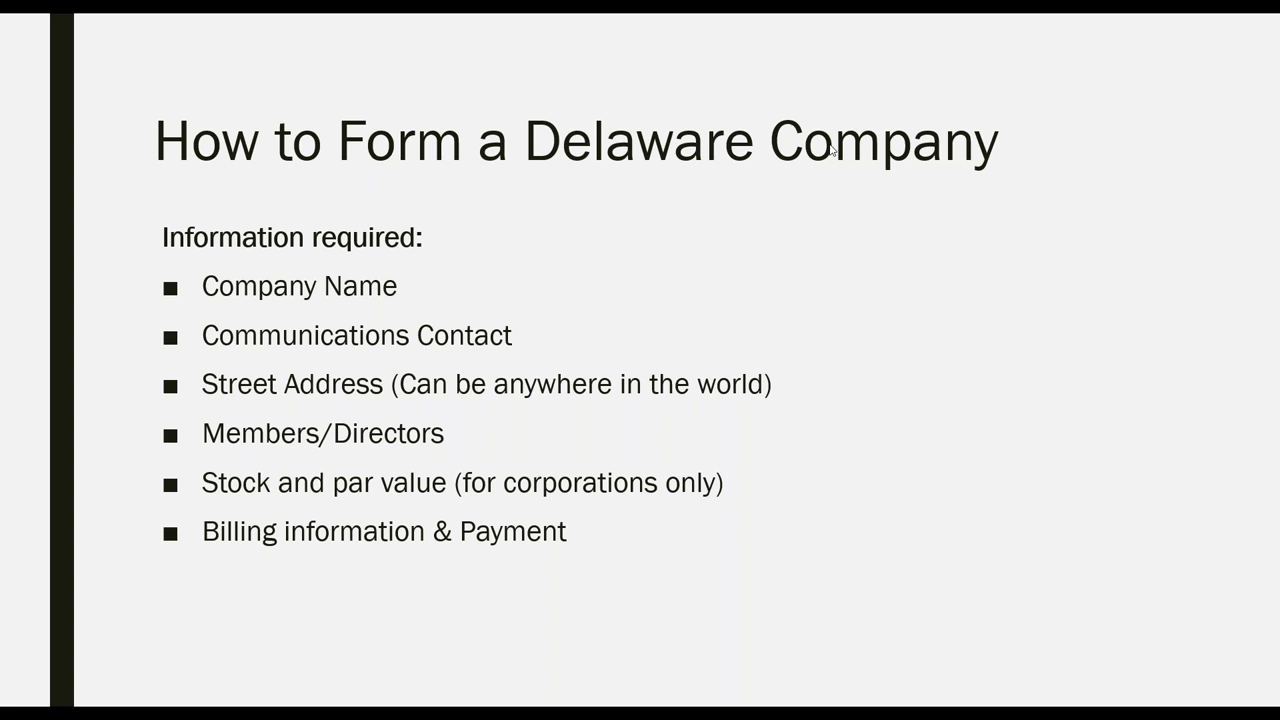 How to Form a Delaware Company
Information required:
■ Company Name
■ Communications Contact
■ Street Address (Can be anywhere in the world)
■ Members/Directors
■ Stock and par value (for corporations only)
■ Billing information & Payment